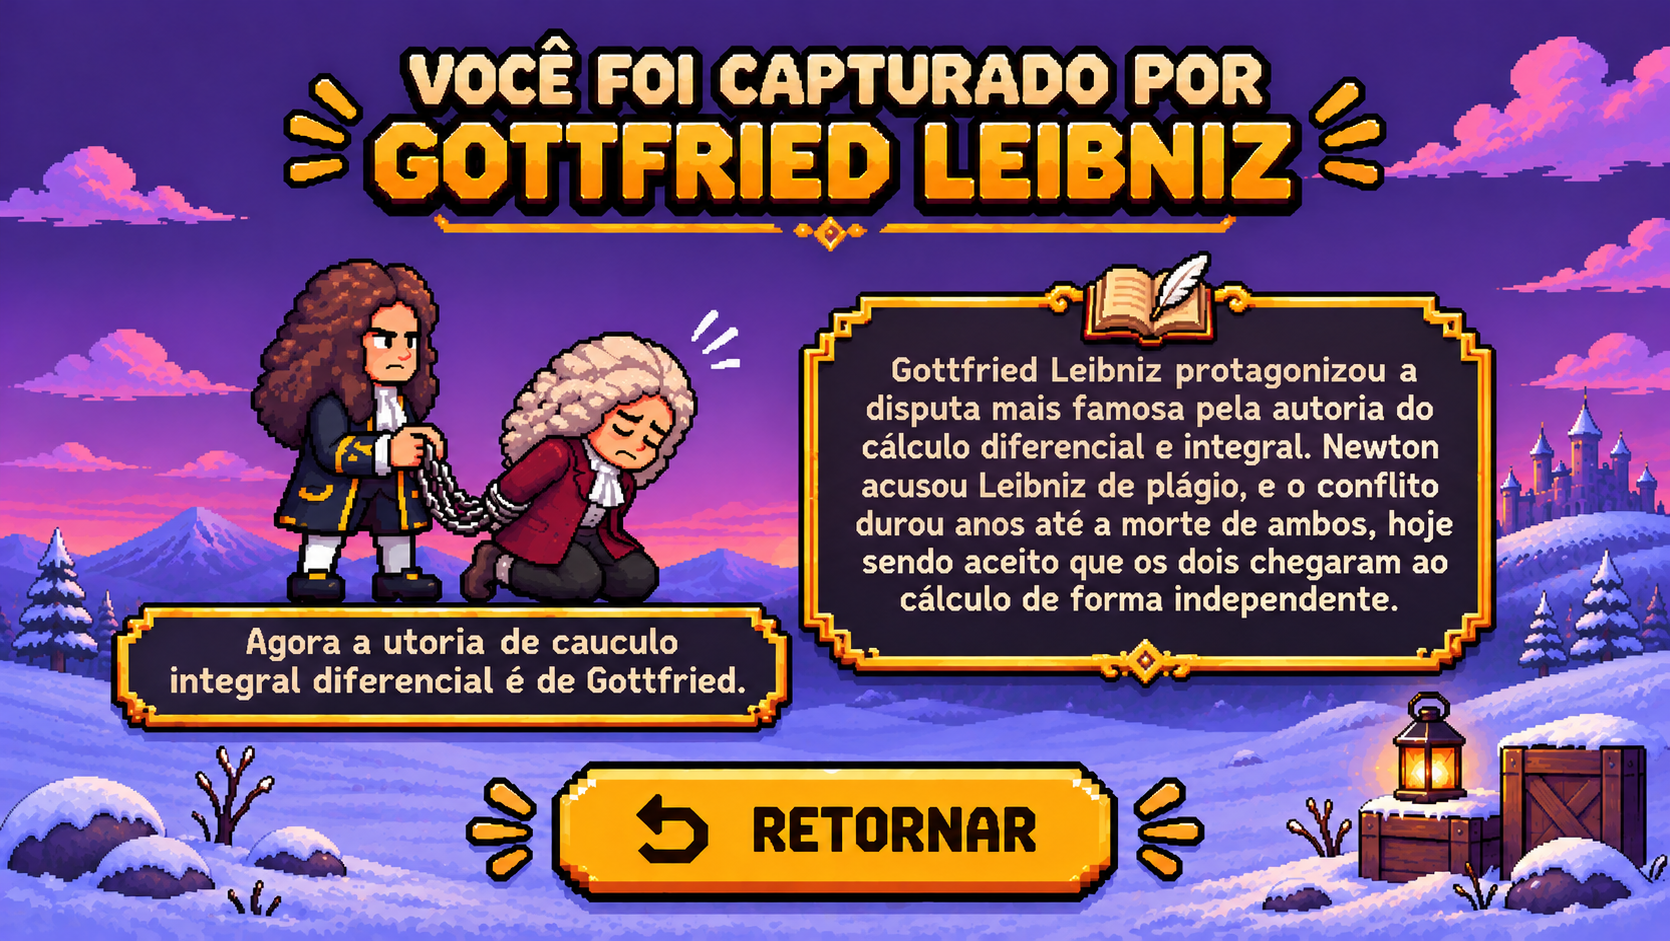 VOCÊ FOI CAPTURADO POR
GOTTFRIED LEIBNIZ
Gottfried Leibniz protagonizou a
disputa mais famosa pela autoria do
cálculo diferencial e integral. Newton
acusou Leibniz de plágio, e o conflito
durou anos até a morte de ambos, hoje
sendo aceito que os dois chegaram ao
cálculo de forma independente.
Agora a utoria de cauculo
integral diferencial é de Gottfried.
RETORNAR